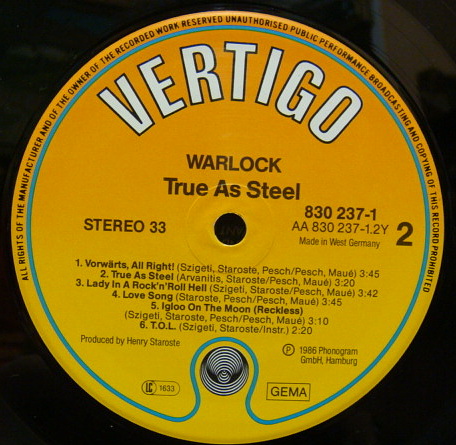 ALL RIGHTS OF THE MANUFACTURER AND OF THE OWNER OF THE RECORDED WORK RESERVED UNAUTHORISED PUBLIC PERFORMANCE BROADCASTING AND COPYING OF THIS RECORD PROHIBITED
VERTIGO
WARLOCK
True As Steel
STEREO 33
830 237-1
AA 830 237-1.2Y
Made in West Germany
2
1. Vorwärts, All Right! (Szigeti, Staroste, Pesch/Pesch, Maué) 3:45
2. True As Steel (Arvanitis, Staroste/Pesch, Maué) 3:20
3. Lady In A Rock'n'Roll Hell (Szigeti, Staroste/Pesch, Maué) 3:42
4. Love Song (Staroste, Pesch/Pesch, Maué) 3:45
5. Igloo On The Moon (Reckless)
(Szigeti, Staroste, Pesch/Pesch, Maué) 3:10
6. T.O.L. (Szigeti, Staroste/Instr.) 2:20
Produced by Henry Staroste
℗ 1986 Phonogram
GmbH, Hamburg
LC 1633
GEMA